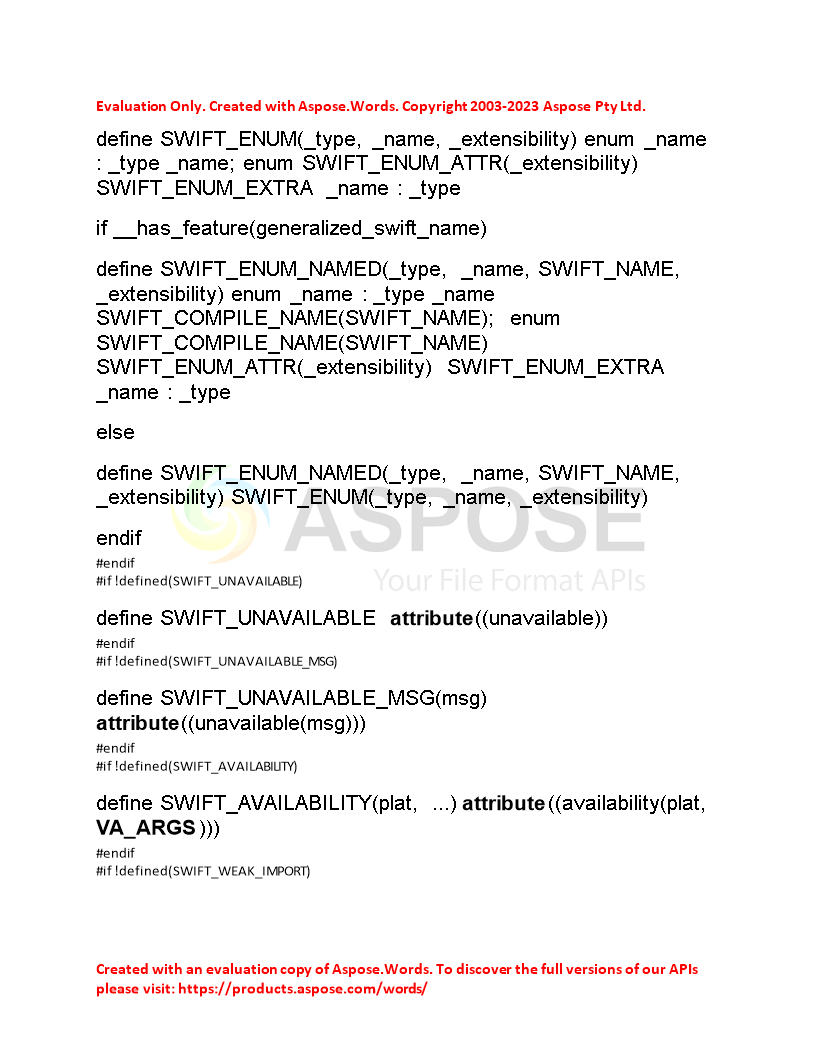 Evaluation Only. Created with Aspose.Words. Copyright 2003-2023 Aspose Pty Ltd.
define SWIFT_ENUM(_type, _name, _extensibility) enum _name
: _type _name; enum SWIFT_ENUM_ATTR(_extensibility)
SWIFT_ENUM_EXTRA _name : _type
if __has_feature(generalized_swift_name)
define SWIFT_ENUM_NAMED(_type, _name, SWIFT_NAME,
_extensibility) enum _name : _type _name
SWIFT_COMPILE_NAME(SWIFT_NAME); enum
SWIFT_COMPILE_NAME(SWIFT_NAME)
SWIFT_ENUM_ATTR(_extensibility) SWIFT_ENUM_EXTRA
_name : _type
else
define SWIFT_ENUM_NAMED(_type, _name, SWIFT_NAME,
_extensibility) SWIFT_ENUM(_type, _name, _extensibility)
ASPOSE
endif
#endif
#if !defined(SWIFT_UNAVAILABLE)
Your File Format APIs
define SWIFT_UNAVAILABLE attribute((unavailable))
#endif
#if !defined(SWIFT_UNAVAILABLE_MSG)
define SWIFT_UNAVAILABLE_MSG(msg)
attribute((unavailable(msg)))
#endif
#if !defined(SWIFT_AVAILABILITY)
define SWIFT_AVAILABILITY(plat, ...) attribute((availability(plat,
VA_ARGS)))
#endif
#if !defined(SWIFT_WEAK_IMPORT)
Created with an evaluation copy of Aspose.Words. To discover the full versions of our APIs
please visit: https://products.aspose.com/words/